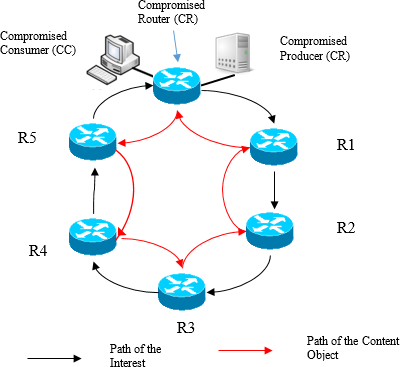 Compromised
Router (CR)
Compromised
Consumer (CC)
Compromised
Producer (CR)
R5
R1
R4
R2
R3
Path of the
Interest
Path of the Content
Object